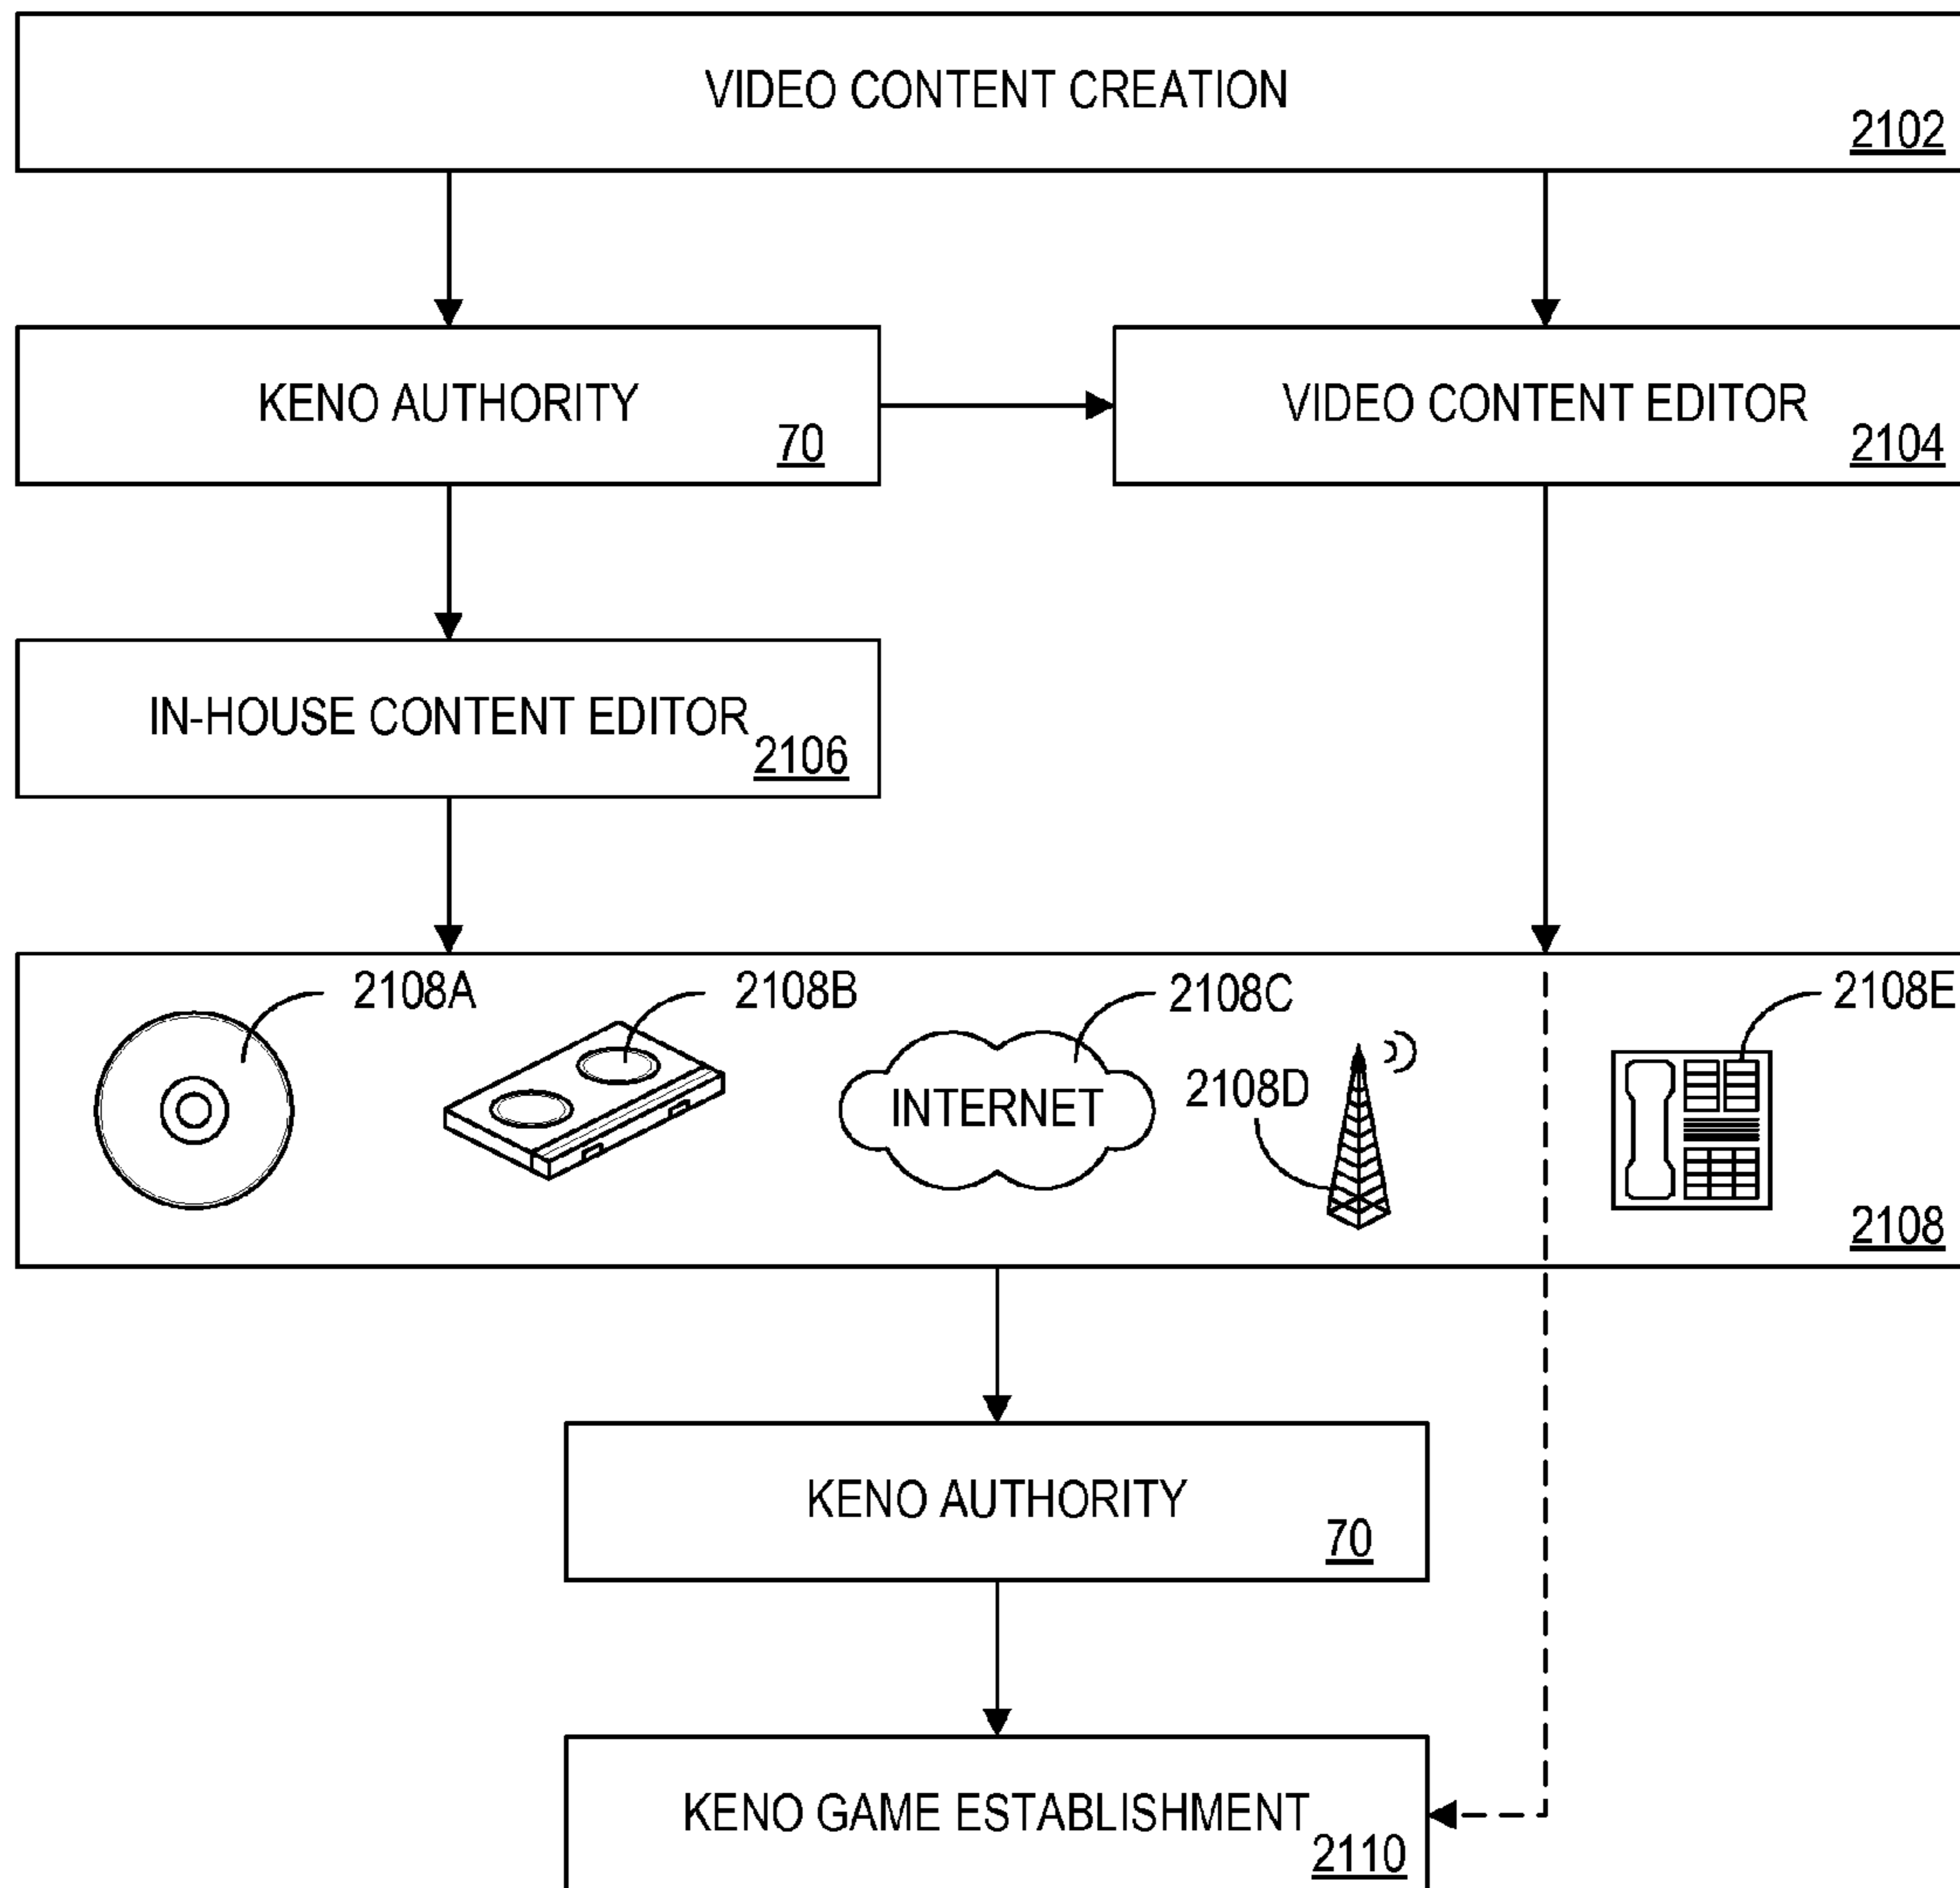 VIDEO CONTENT CREATION
2102
KENO AUTHORITY
70
VIDEO CONTENT EDITOR
2104
IN-HOUSE CONTENT EDITOR
2106
2108A
2108B
2108C
2108E
INTERNET
2108D
2108
KENO AUTHORITY
70
KENO GAME ESTABLISHMENT
2110